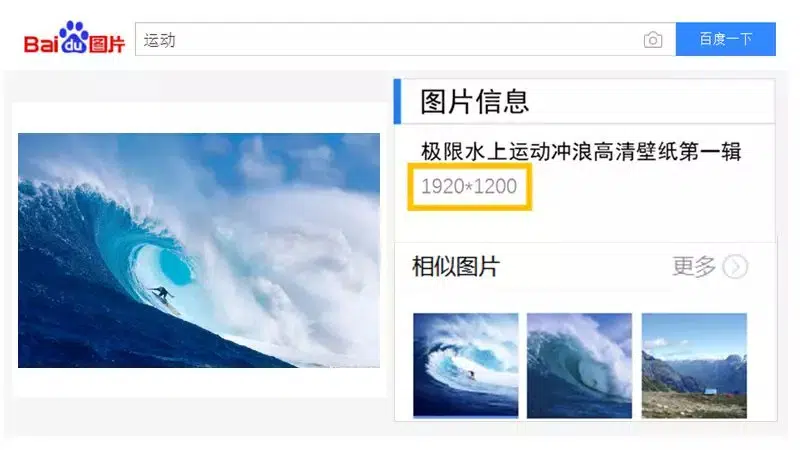 Bai du 图片
运动
百度一下
图片信息
极限水上运动冲浪高清壁纸第一辑
1920*1200
相似图片
更多